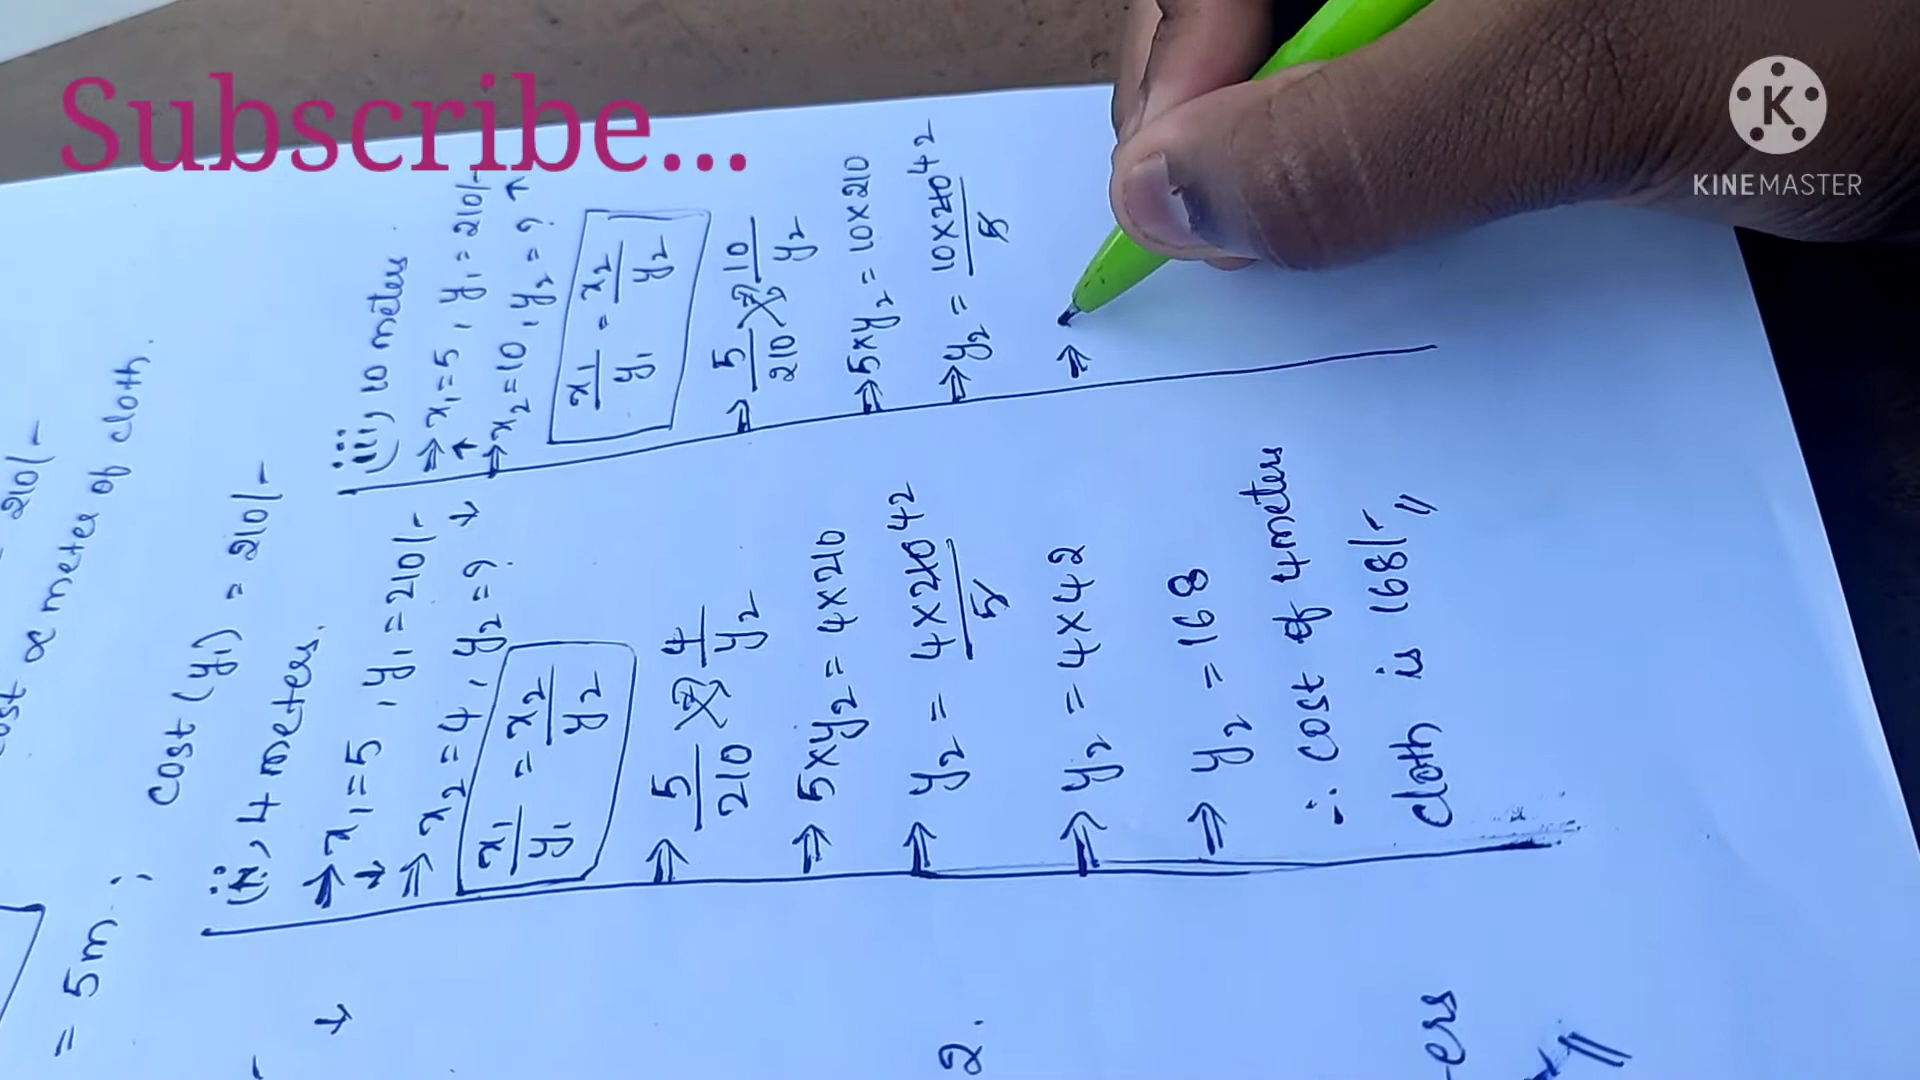 Subscribe...
KINEMASTER
210/-
∝ meter of cloth.
= 5m ; cost (y₁) = 210/-
(ii), 4 meters.
⇒ x₁ = 5 , y₁ = 210/-
↓ ⇒ x₂ = 4 , y₂ = ? ↓
x₁/y₁ = x₂/y₂
⇒ 5/210 × 4/y₂
⇒ 5×y₂ = 4×210
⇒ y₂ = 4×210 42 / 5
⇒ y₂ = 4×42
⇒ y₂ = 168
∴ cost of 4 meters
cloth is 168/- //
(iii), 10 meters
⇒ x₁ = 5 , y₁ = 210/-
↑ ⇒ x₂ = 10 , y₂ = ? ↑
x₁/y₁ = x₂/y₂
⇒ 5/210 × 10/y₂
⇒ 5×y₂ = 10×210
⇒ y₂ = 10×210 42 / 5
⇒
↓
2.
//